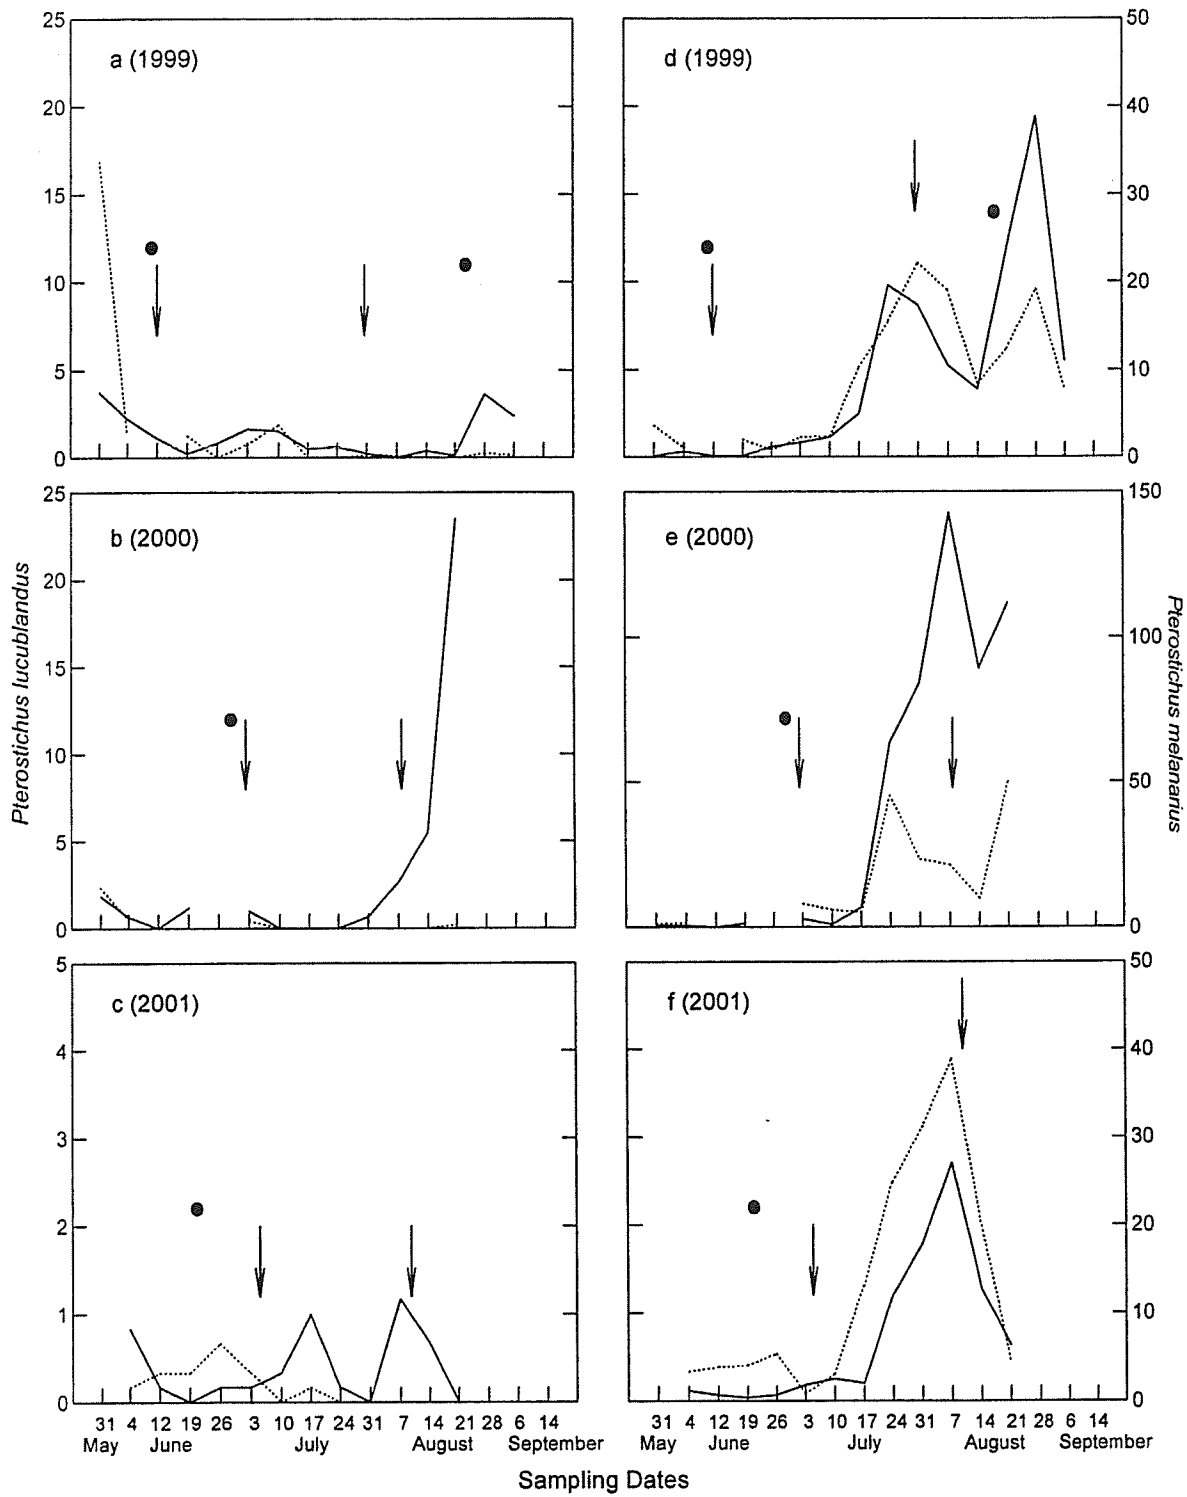 a (1999)
25
20
15
10
5
0
d (1999)
50
40
30
20
10
0
b (2000)
25
20
15
10
5
0
e (2000)
150
100
50
0
c (2001)
5
4
3
2
1
0
f (2001)
50
40
30
20
10
0
Pterostichus lucublandus
Pterostichus melanarius
31 4 12 19 26 3 10 17 24 31 7 14 21 28 6 14
May June July August September
31 4 12 19 26 3 10 17 24 31 7 14 21 28 6 14
May June July August September
Sampling Dates